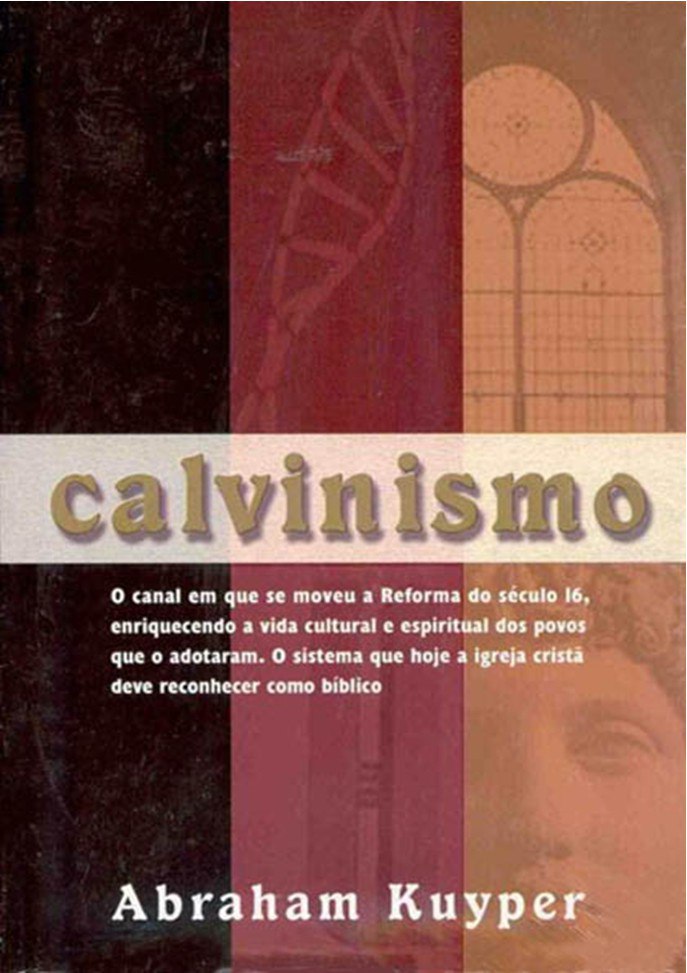 calvinismo
O canal em que se moveu a Reforma do século 16,
enriquecendo a vida cultural e espiritual dos povos
que o adotaram. O sistema que hoje a igreja cristã
deve reconhecer como bíblico
Abraham Kuyper